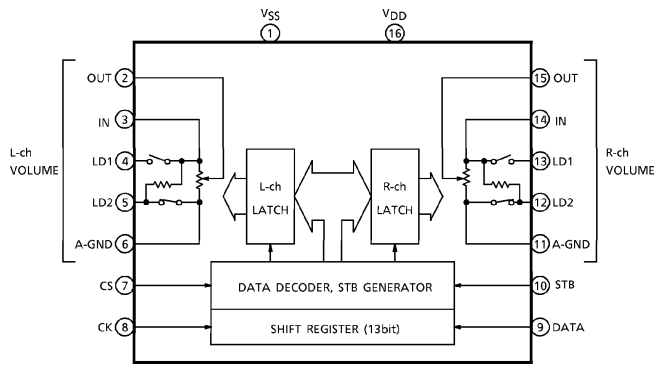 VSS VDD
1 16
OUT 2 15 OUT
IN 3 14 IN
L-ch
VOLUME
R-ch
VOLUME
LD1 4 13 LD1
L-ch
LATCH
R-ch
LATCH
LD2 5 12 LD2
A-GND 6 11 A-GND
CS 7 DATA DECODER, STB GENERATOR 10 STB
CK 8 SHIFT REGISTER (13bit) 9 DATA